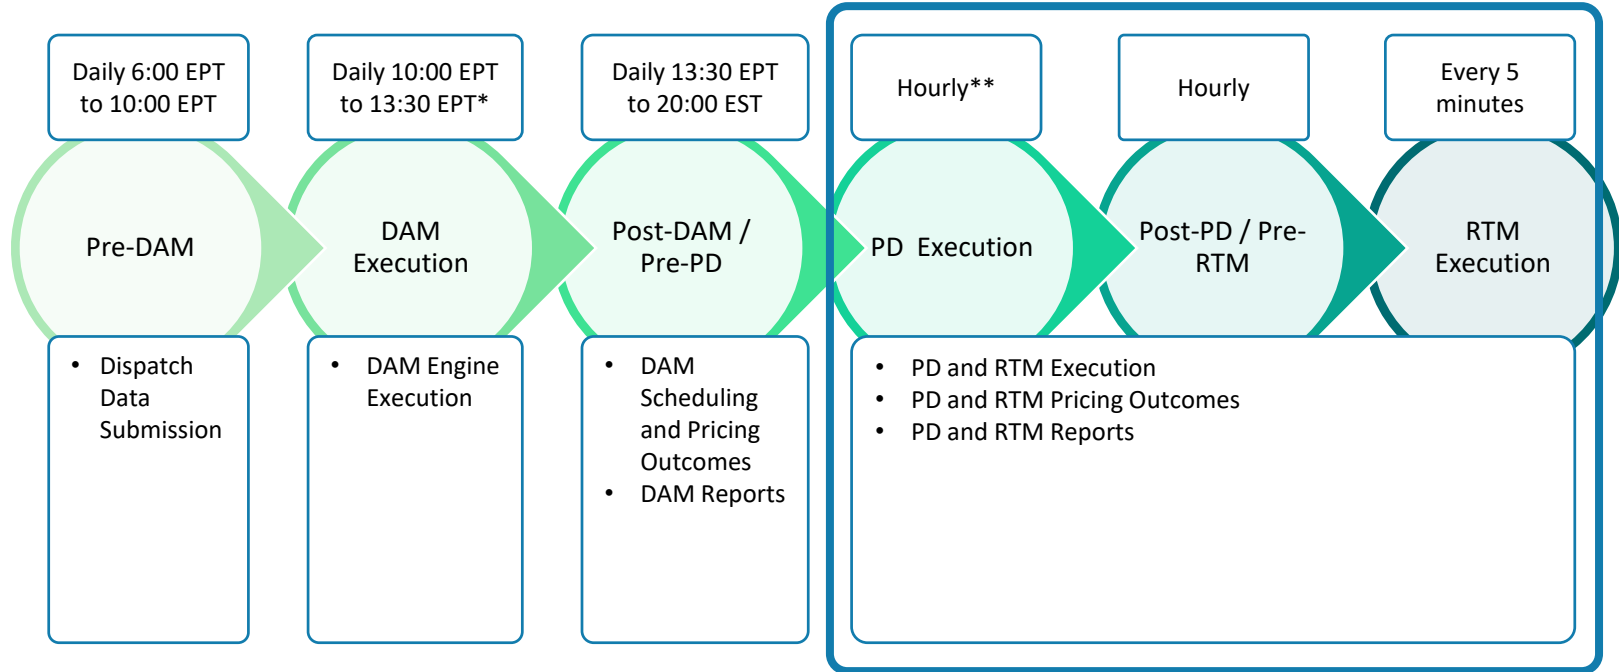 Daily 6:00 EPT
to 10:00 EPT
Daily 10:00 EPT
to 13:30 EPT*
Daily 13:30 EPT
to 20:00 EST
Hourly**
Hourly
Every 5
minutes
Pre-DAM
DAM
Execution
Post-DAM /
Pre-PD
PD Execution
Post-PD / Pre-
RTM
RTM
Execution
• Dispatch
Data
Submission
• DAM Engine
Execution
• DAM
Scheduling
and Pricing
Outcomes
• DAM Reports
• PD and RTM Execution
• PD and RTM Pricing Outcomes
• PD and RTM Reports